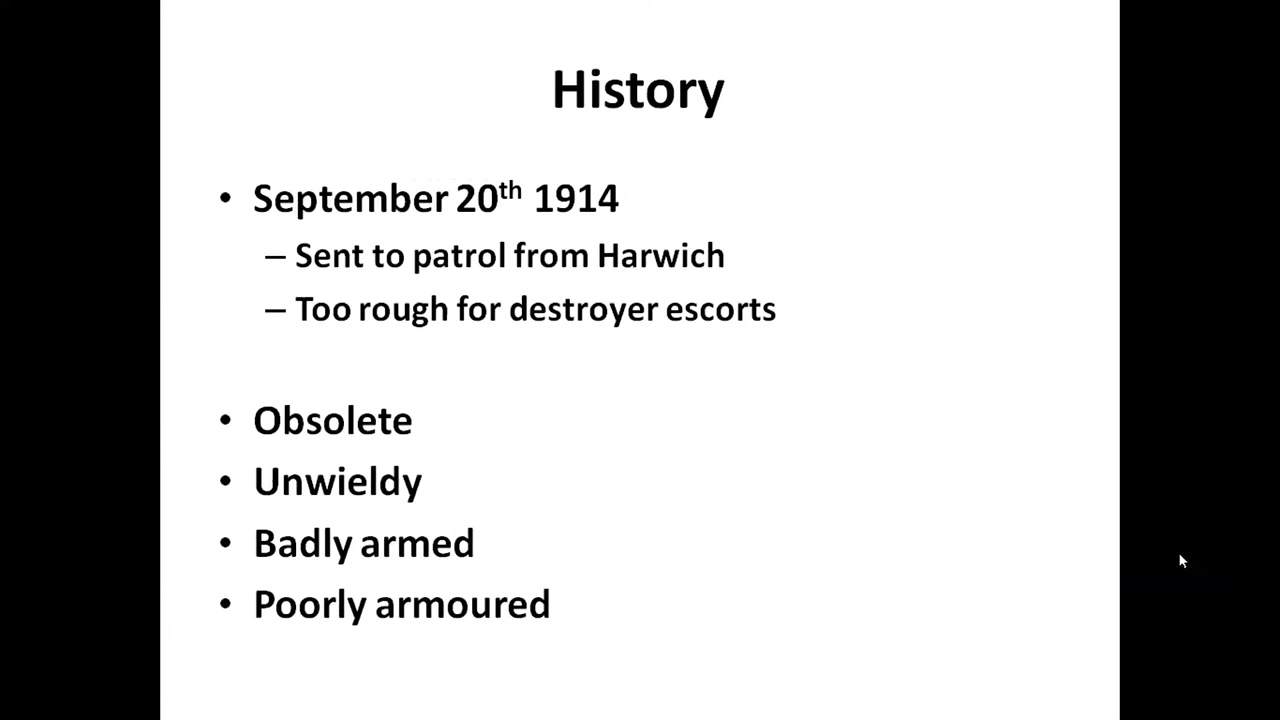 History
• September 20th 1914
– Sent to patrol from Harwich
– Too rough for destroyer escorts
• Obsolete
• Unwieldy
• Badly armed
• Poorly armoured